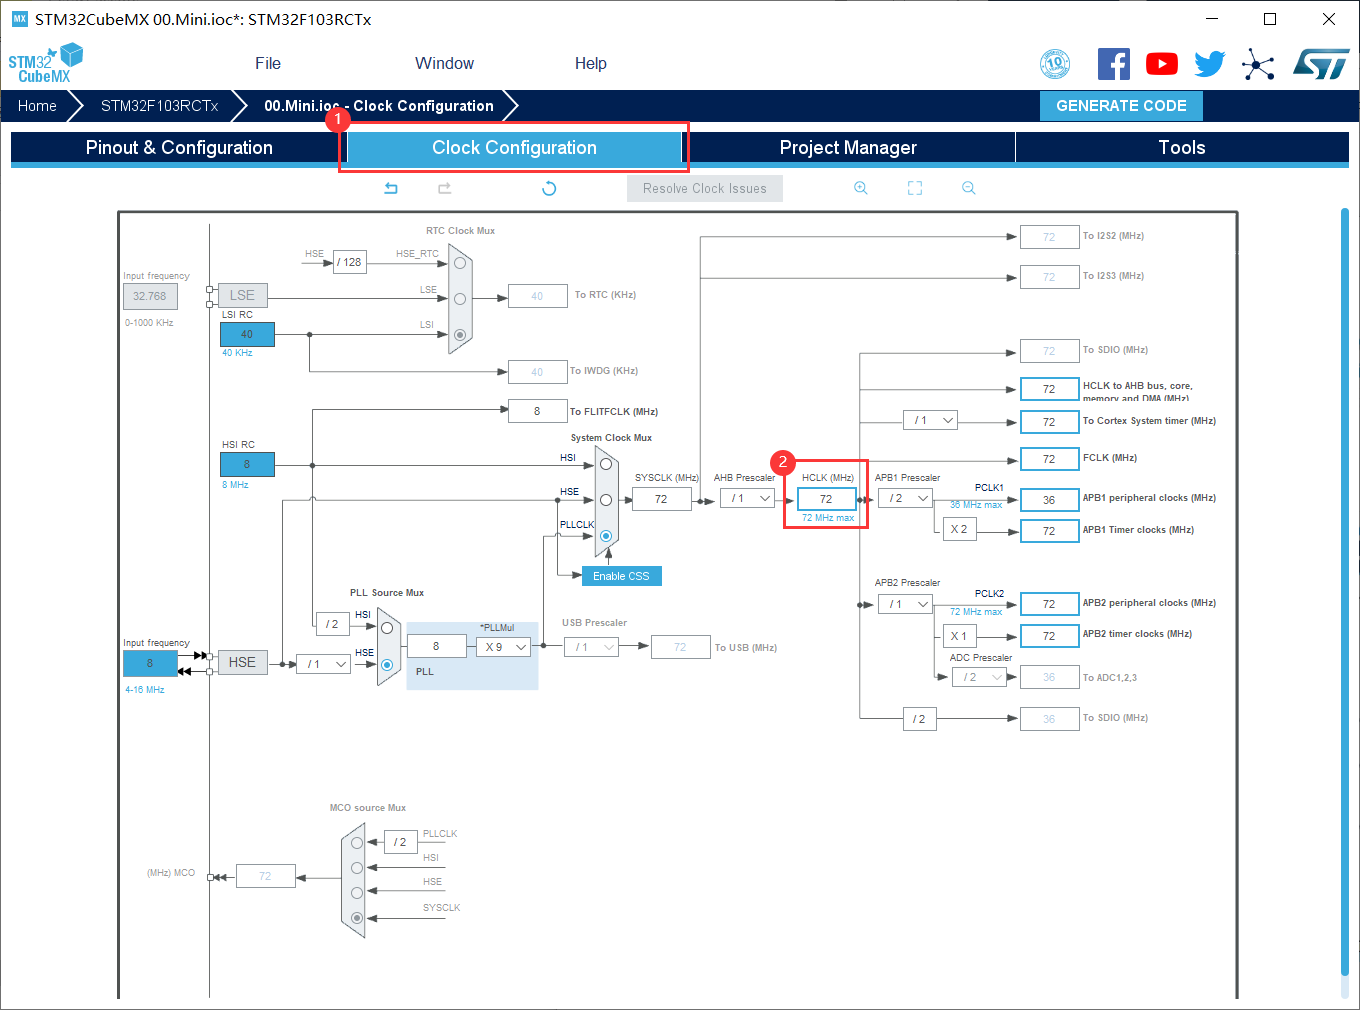 MX STM32CubeMX 00.Mini.ioc*: STM32F103RCTx
STM32
CubeMX
File
Window
Help
10
ST
Home
STM32F103RCTx
00.Mini.ioc - Clock Configuration
GENERATE CODE
1
Pinout & Configuration
Clock Configuration
Project Manager
Tools
Resolve Clock Issues
RTC Clock Mux
HSE
/ 128
HSE_RTC
72
To I2S2 (MHz)
Input frequency
32.768
0-1000 KHz
LSE
LSE
40
To RTC (KHz)
72
To I2S3 (MHz)
LSI RC
40
40 KHz
LSI
40
To IWDG (KHz)
72
To SDIO (MHz)
72
HCLK to AHB bus, core,
memory and DMA (MHz)
8
To FLITFCLK (MHz)
/ 1
72
To Cortex System timer (MHz)
System Clock Mux
HSI RC
8
8 MHz
HSI
HSE
PLLCLK
Enable CSS
SYSCLK (MHz)
72
AHB Prescaler
/ 1
2
HCLK (MHz)
72
72 MHz max
72
FCLK (MHz)
APB1 Prescaler
/ 2
PCLK1
36 MHz max
36
APB1 peripheral clocks (MHz)
X 2
72
APB1 Timer clocks (MHz)
APB2 Prescaler
/ 1
PCLK2
72 MHz max
72
APB2 peripheral clocks (MHz)
X 1
72
APB2 timer clocks (MHz)
ADC Prescaler
/ 2
36
To ADC1,2,3
/ 2
36
To SDIO (MHz)
PLL Source Mux
/ 2
HSI
Input frequency
8
4-16 MHz
HSE
/ 1
HSE
8
*PLLMul
X 9
PLL
USB Prescaler
/ 1
72
To USB (MHz)
MCO source Mux
/ 2
PLLCLK
HSI
HSE
SYSCLK
(MHz) MCO
72